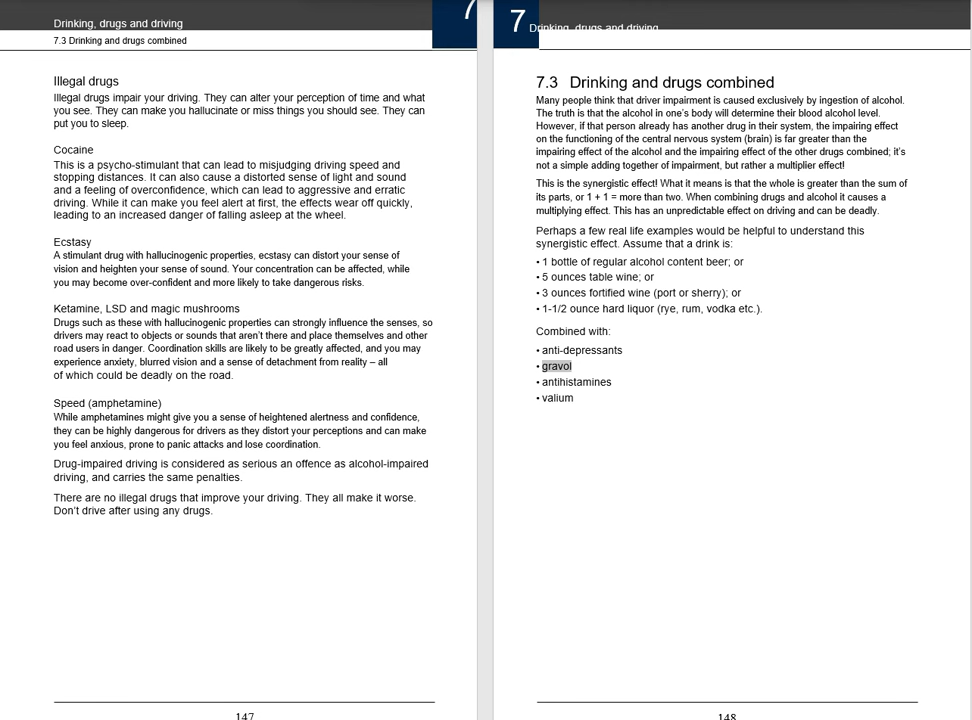 Drinking, drugs and driving
7
7.3 Drinking and drugs combined
Illegal drugs
Illegal drugs impair your driving. They can alter your perception of time and what
you see. They can make you hallucinate or miss things you should see. They can
put you to sleep.
Cocaine
This is a psycho-stimulant that can lead to misjudging driving speed and
stopping distances. It can also cause a distorted sense of light and sound
and a feeling of overconfidence, which can lead to aggressive and erratic
driving. While it can make you feel alert at first, the effects wear off quickly,
leading to an increased danger of falling asleep at the wheel.
Ecstasy
A stimulant drug with hallucinogenic properties, ecstasy can distort your sense of
vision and heighten your sense of sound. Your concentration can be affected, while
you may become over-confident and more likely to take dangerous risks.
Ketamine, LSD and magic mushrooms
Drugs such as these with hallucinogenic properties can strongly influence the senses, so
drivers may react to objects or sounds that aren't there and place themselves and other
road users in danger. Coordination skills are likely to be greatly affected, and you may
experience anxiety, blurred vision and a sense of detachment from reality – all
of which could be deadly on the road.
Speed (amphetamine)
While amphetamines might give you a sense of heightened alertness and confidence,
they can be highly dangerous for drivers as they distort your perceptions and can make
you feel anxious, prone to panic attacks and lose coordination.
Drug-impaired driving is considered as serious an offence as alcohol-impaired
driving, and carries the same penalties.
There are no illegal drugs that improve your driving. They all make it worse.
Don't drive after using any drugs.
147
7 Drinking, drugs and driving
7.3 Drinking and drugs combined
Many people think that driver impairment is caused exclusively by ingestion of alcohol.
The truth is that the alcohol in one's body will determine their blood alcohol level.
However, if that person already has another drug in their system, the impairing effect
on the functioning of the central nervous system (brain) is far greater than the
impairing effect of the alcohol and the impairing effect of the other drugs combined; it's
not a simple adding together of impairment, but rather a multiplier effect!
This is the synergistic effect! What it means is that the whole is greater than the sum of
its parts, or 1 + 1 = more than two. When combining drugs and alcohol it causes a
multiplying effect. This has an unpredictable effect on driving and can be deadly.
Perhaps a few real life examples would be helpful to understand this
synergistic effect. Assume that a drink is:
• 1 bottle of regular alcohol content beer; or
• 5 ounces table wine; or
• 3 ounces fortified wine (port or sherry); or
• 1-1/2 ounce hard liquor (rye, rum, vodka etc.).
Combined with:
• anti-depressants
• gravol
• antihistamines
• valium
148